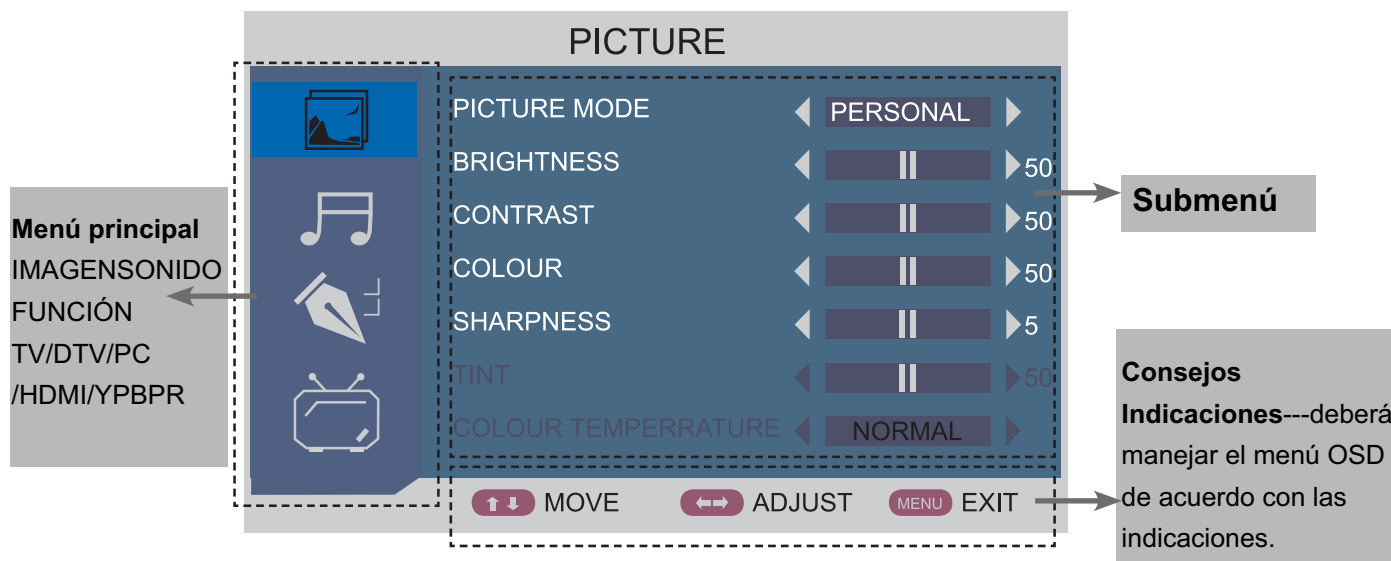 PICTURE
PICTURE MODE PERSONAL
BRIGHTNESS 50
CONTRAST 50
COLOUR 50
SHARPNESS 5
TINT 50
COLOUR TEMPERRATURE NORMAL
MOVE ADJUST MENU EXIT
Menú principal
IMAGENSONIDO
FUNCIÓN
TV/DTV/PC
/HDMI/YPBPR
Submenú
Consejos
Indicaciones---deberá
manejar el menú OSD
de acuerdo con las
indicaciones.